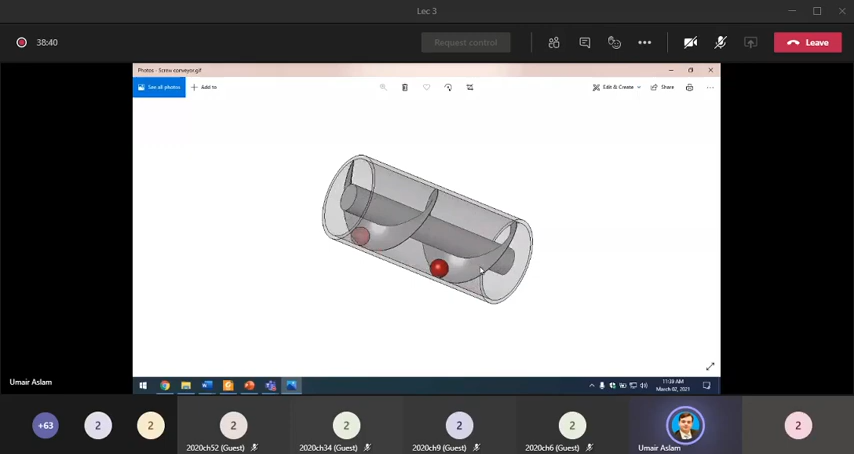 Lec 3
38:40
Request control
Leave
Photos - Screw conveyor.gif
See all photos
Add to
Edit & Create
Share
Umair Aslam
11:39 AM
March 02, 2021
+63
2
2
2
2
2
2
2
2020ch52 (Guest)
2020ch34 (Guest)
2020ch9 (Guest)
2020ch6 (Guest)
Umair Aslam